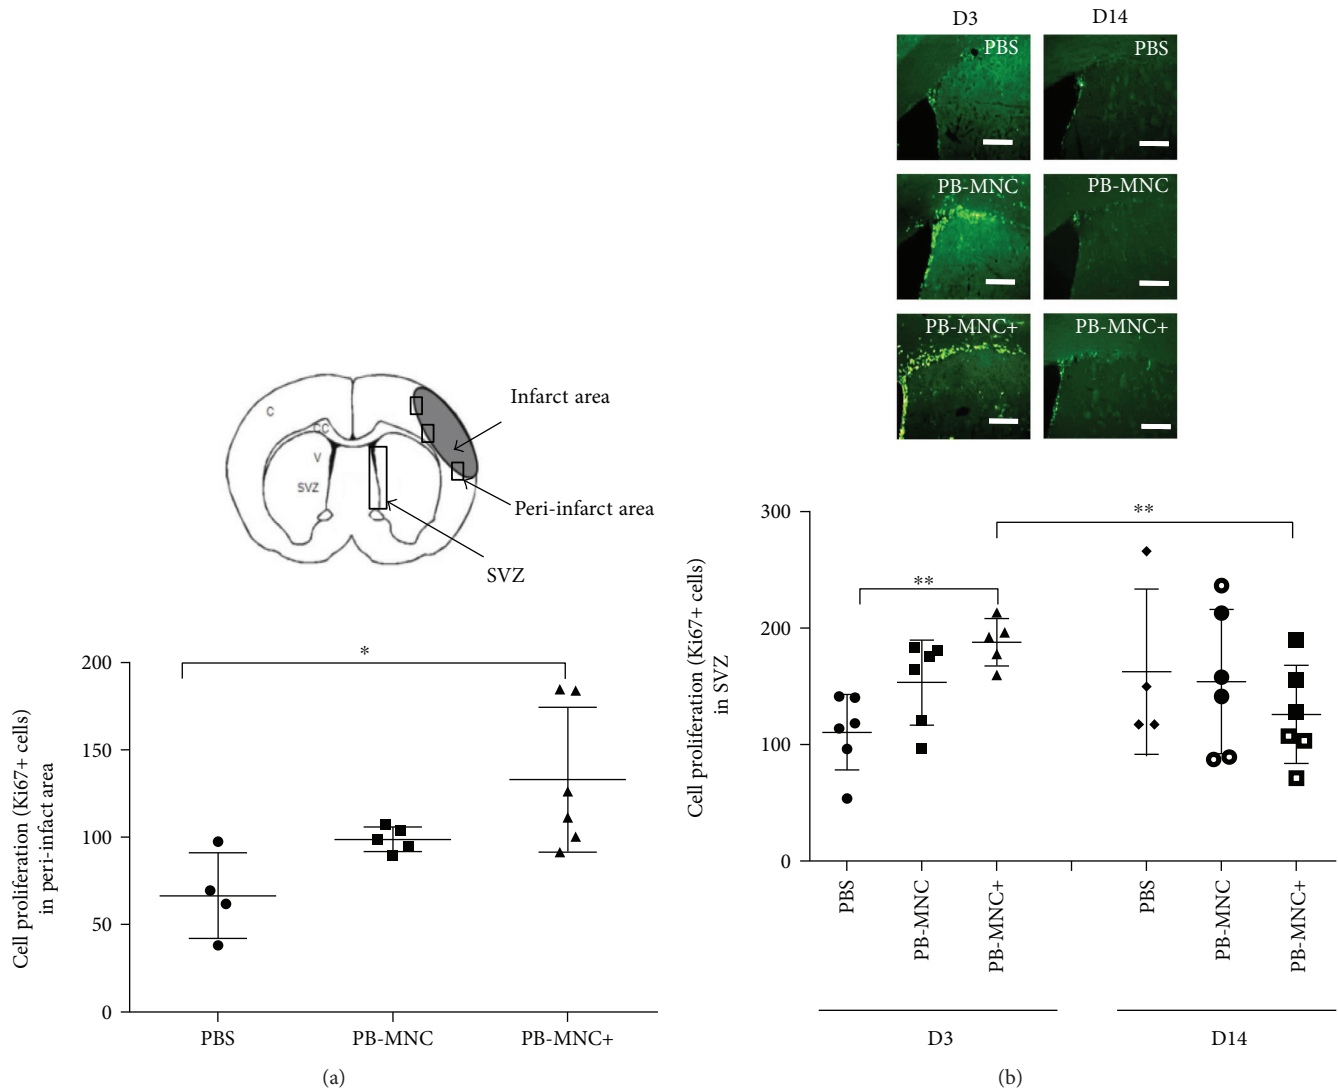 C
CC
V
SVZ
Infarct area
Peri-infarct area
SVZ
*
Cell proliferation (Ki67+ cells)
in peri-infact area
200
150
100
50
0
PBS
PB-MNC
PB-MNC+
(a)
D3
D14
PBS
PBS
PB-MNC
PB-MNC
PB-MNC+
PB-MNC+
**
**
Cell proliferation (Ki67+ cells)
in SVZ
300
200
100
0
PBS
PB-MNC
PB-MNC+
PBS
PB-MNC
PB-MNC+
D3
D14
(b)